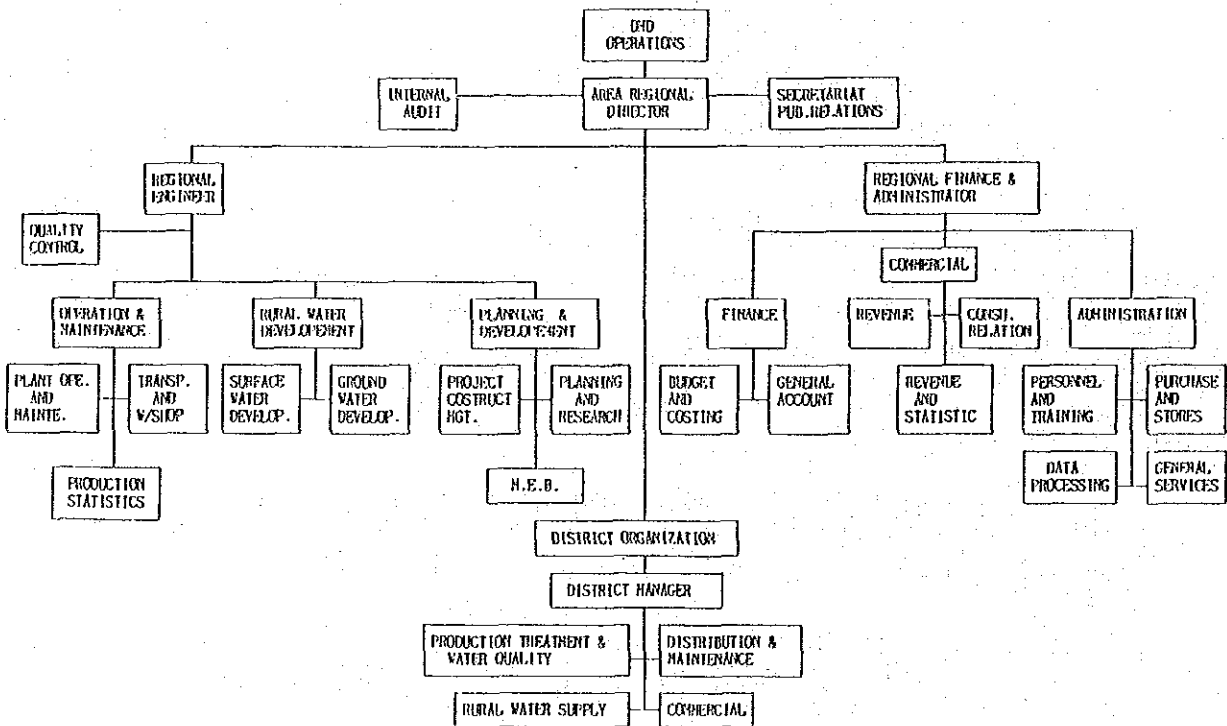 DMD
OPERATIONS
INTERNAL
AUDIT
AREA REGIONAL
DIRECTOR
SECRETARIAT
PUB.RELATIONS
REGIONAL
ENGINEER
REGIONAL FINANCE &
ADMINISTRATOR
QUALITY
CONTROL
COMMERCIAL
OPERATION &
MAINTENANCE
RURAL WATER
DEVELOPEMENT
PLANNING &
DEVELOPEMENT
FINANCE
REVENUE
CONSU.
RELATION
ADMINISTRATION
PLANT OPE.
AND
MAINTE.
TRANSP.
AND
W/SHOP
SURFACE
WATER
DEVELOP.
GROUND
WATER
DEVELOP.
PROJECT
COSTRUCT
MGT.
PLANNING
AND
RESEARCH
BUDGET
AND
COSTING
GENERAL
ACCOUNT
REVENUE
AND
STATISTIC
PERSONNEL
AND
TRAINING
PURCHASE
AND
STORES
PRODUCTION
STATISTICS
M.E.B.
DATA
PROCESSING
GENERAL
SERVICES
DISTRICT ORGANIZATION
DISTRICT MANAGER
PRODUCTION TREATMENT &
WATER QUALITY
DISTRIBUTION &
MAINTENANCE
RURAL WATER SUPPLY
COMMERCIAL